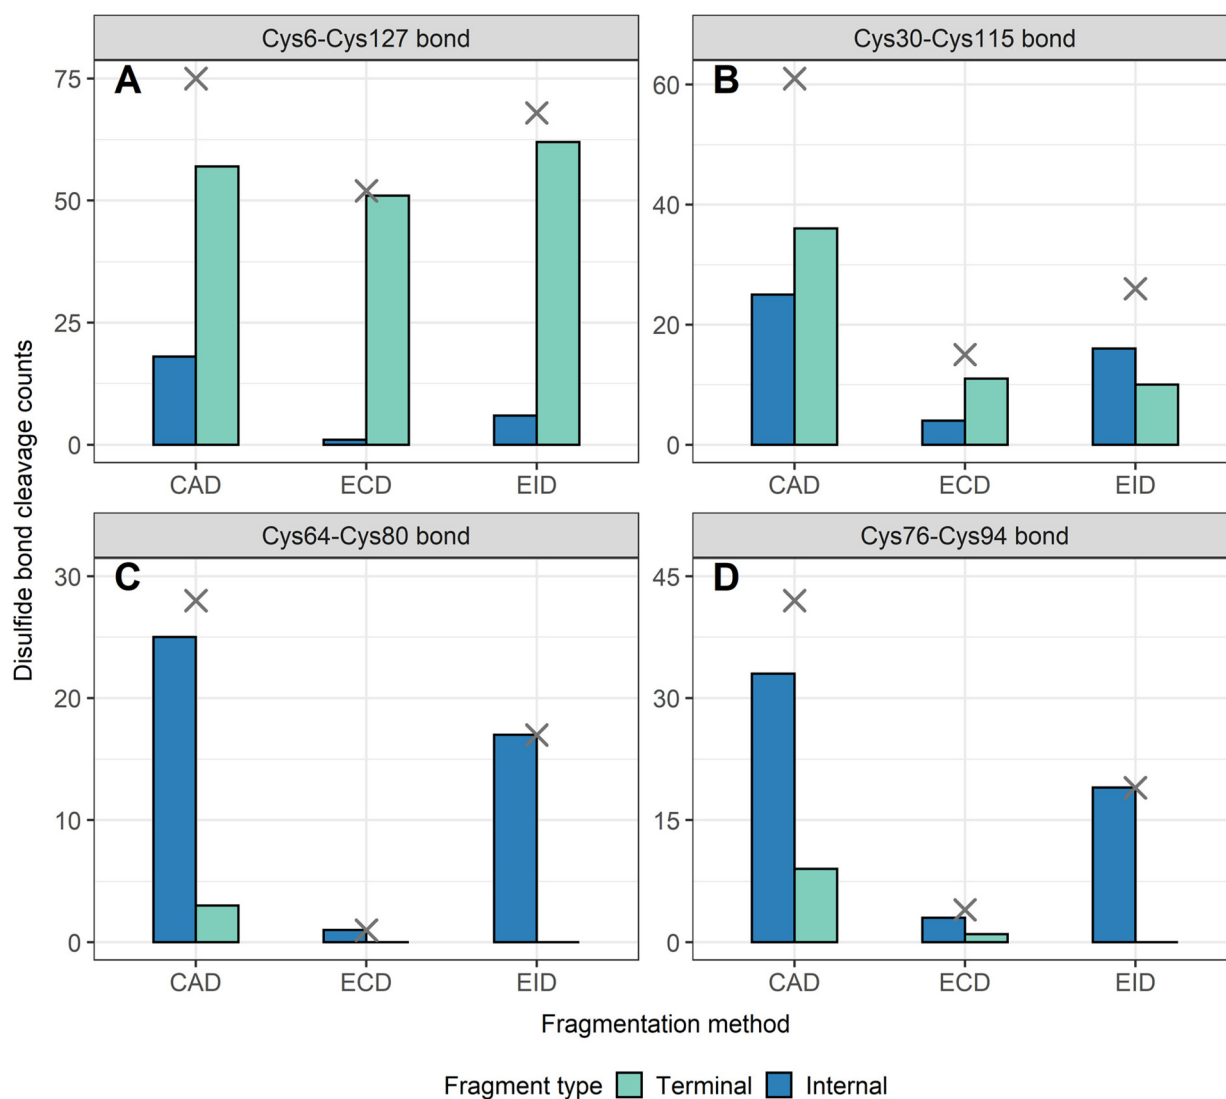 Cys6-Cys127 bond
Cys30-Cys115 bond
A
B
75
50
25
0
60
40
20
0
CAD ECD EID
CAD ECD EID
Cys64-Cys80 bond
Cys76-Cys94 bond
C
D
30
20
10
0
45
30
15
0
CAD ECD EID
CAD ECD EID
Disulfide bond cleavage counts
Fragmentation method
Fragment type Terminal Internal